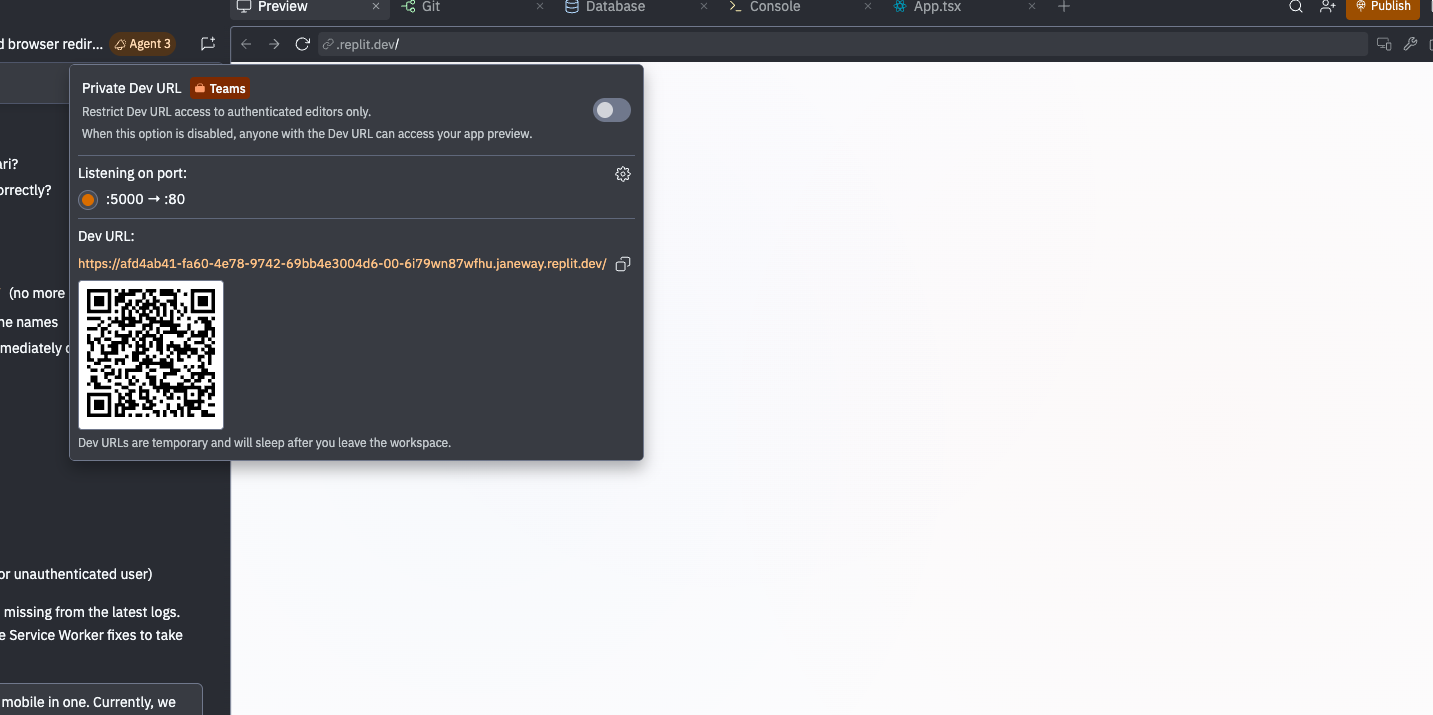 Preview
Git
Database
Console
App.tsx
Publish
d browser redir...
Agent 3
.replit.dev/
Private Dev URL
Teams
Restrict Dev URL access to authenticated editors only.
When this option is disabled, anyone with the Dev URL can access your app preview.
ari?
Listening on port:
orrectly?
:5000 → :80
Dev URL:
https://afd4ab41-fa60-4e78-9742-69bb4e3004d6-00-6i79wn87wfhu.janeway.replit.dev/
(no more
ne names
mediately
Dev URLs are temporary and will sleep after you leave the workspace.
or unauthenticated user)
missing from the latest logs.
e Service Worker fixes to take
mobile in one. Currently, we